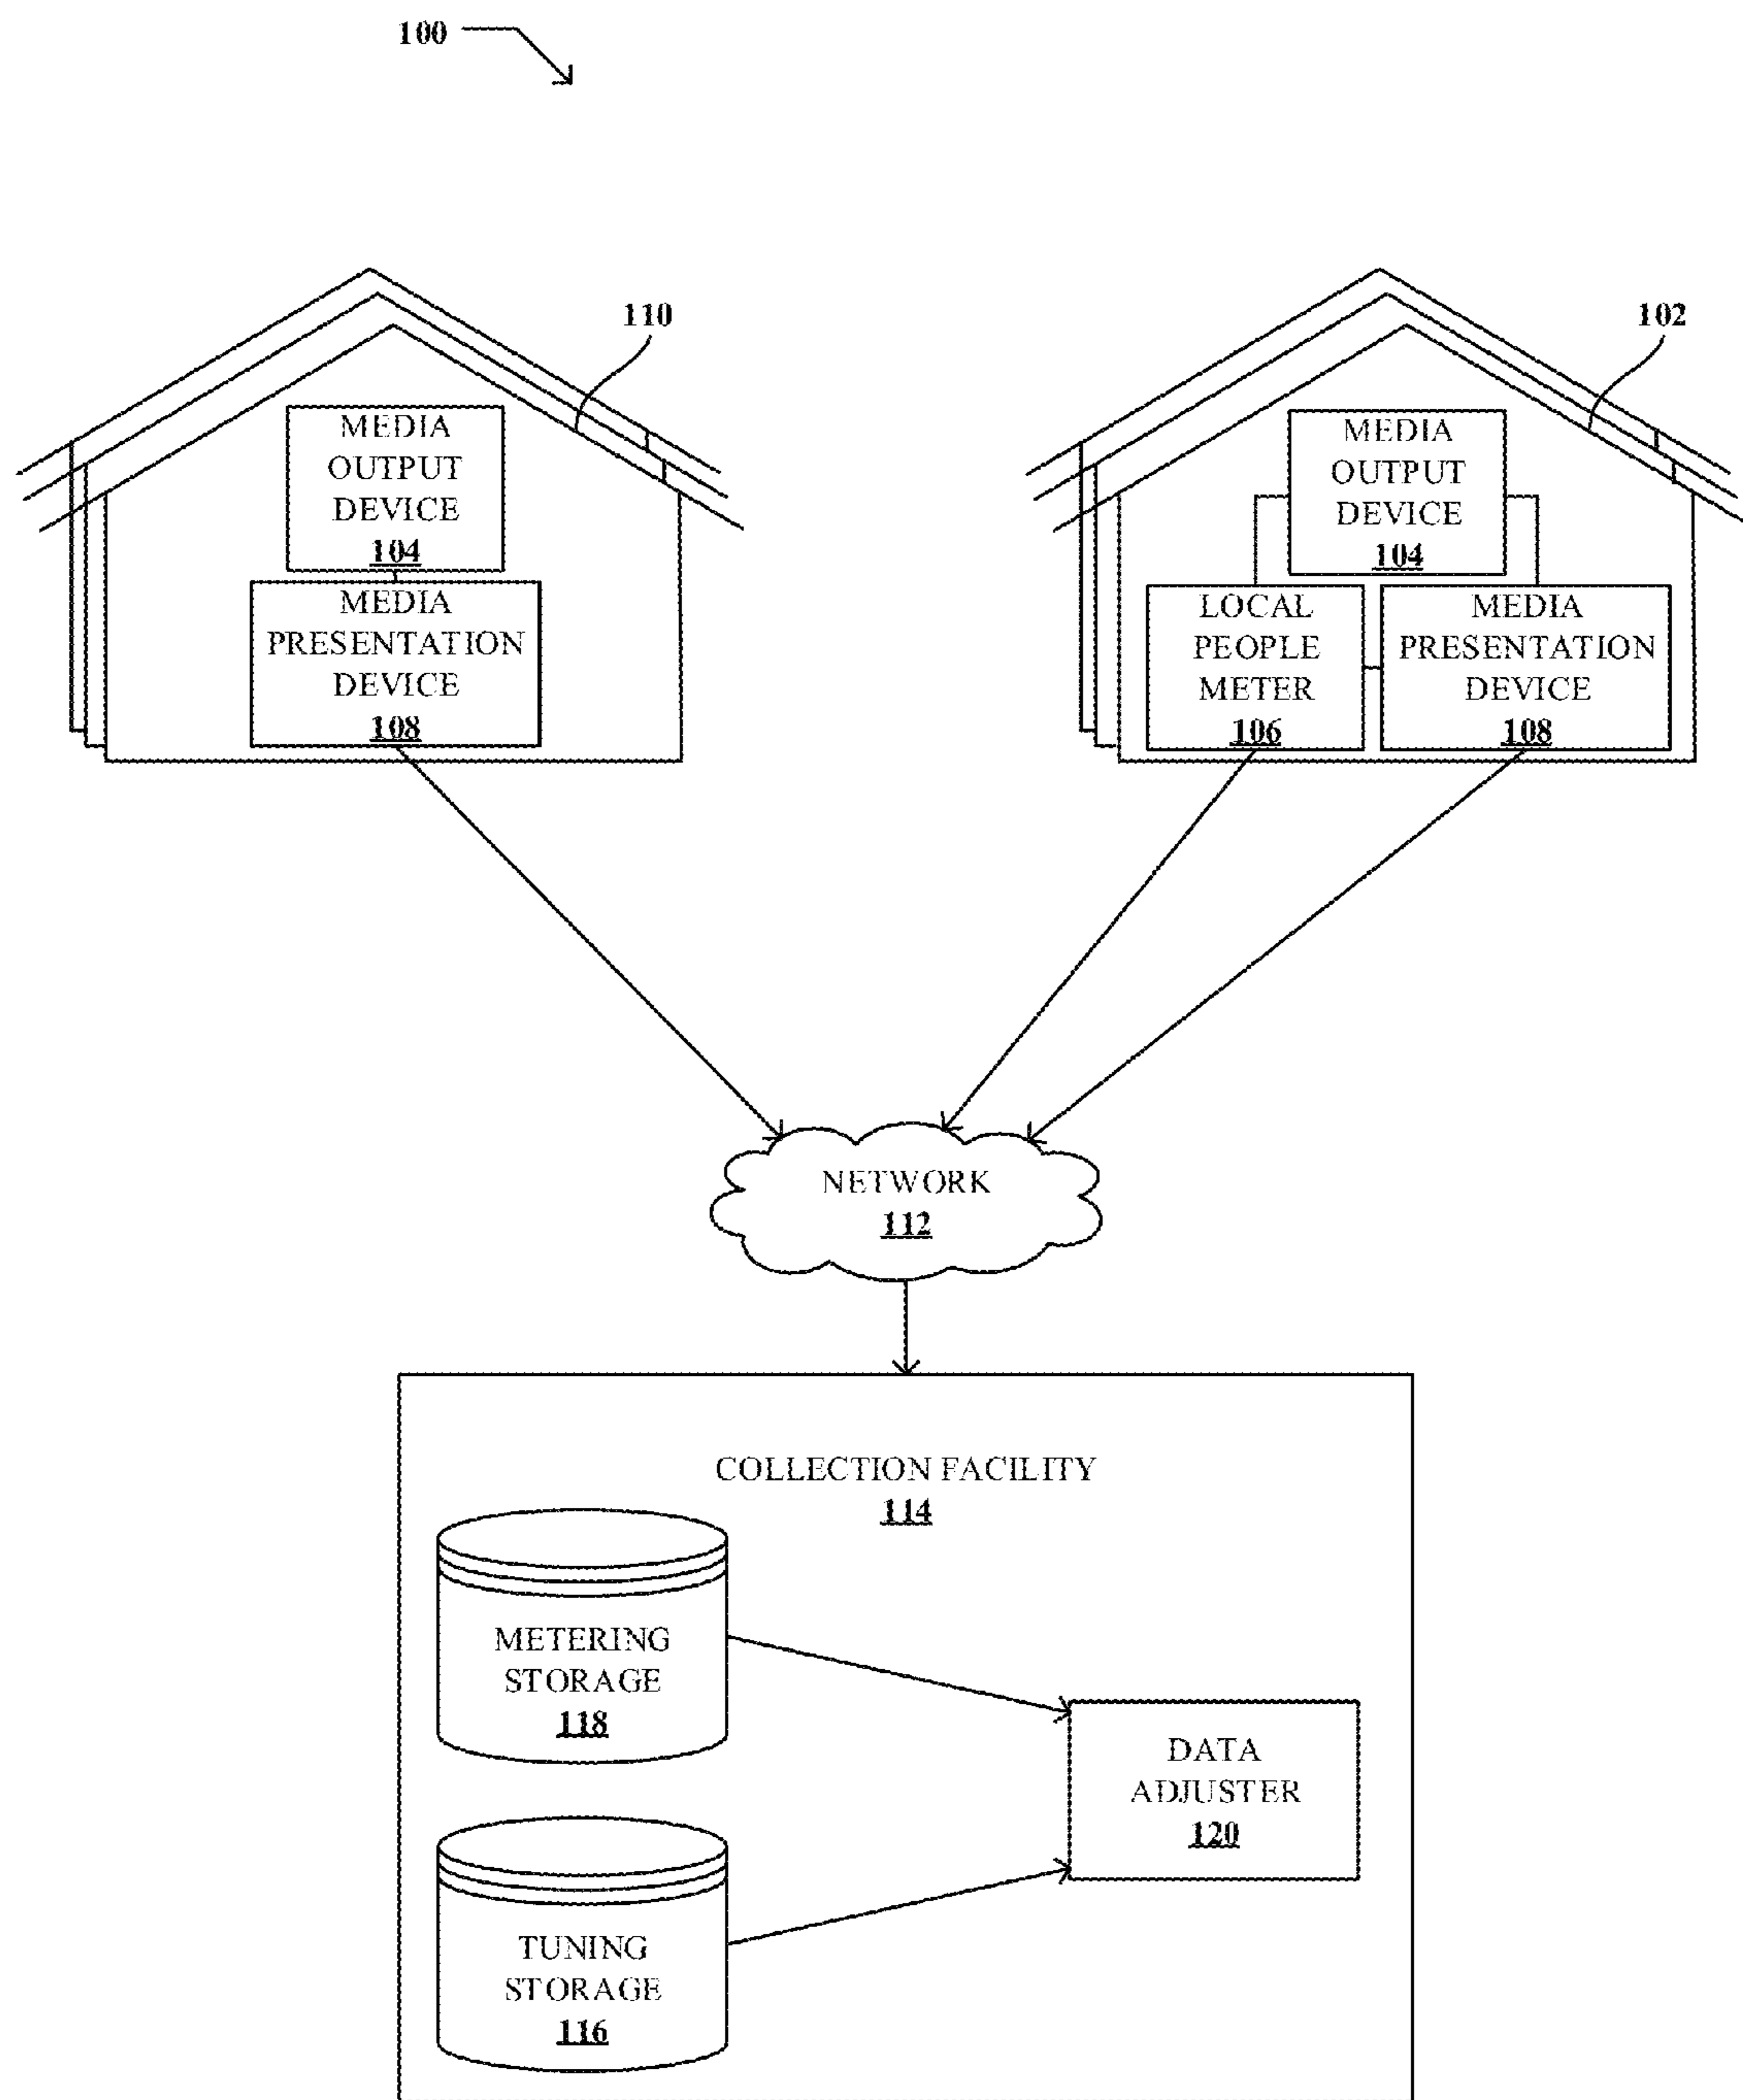 100
110
102
MEDIA
OUTPUT
DEVICE
104
MEDIA
PRESENTATION
DEVICE
108
MEDIA
OUTPUT
DEVICE
104
LOCAL
PEOPLE
METER
106
MEDIA
PRESENTATION
DEVICE
108
NETWORK
112
COLLECTION FACILITY
114
METERING
STORAGE
118
DATA
ADJUSTER
120
TUNING
STORAGE
116